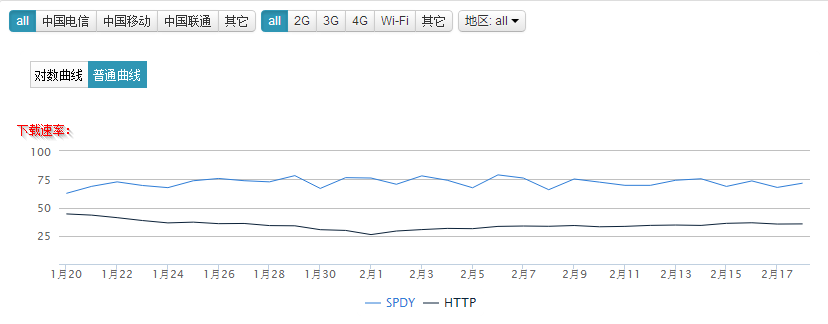 all 中国电信 中国移动 中国联通 其它 all 2G 3G 4G Wi-Fi 其它 地区: all
对数曲线 普通曲线
下载速率:
100
75
50
25
1月20 1月22 1月24 1月26 1月28 1月30 2月1 2月3 2月5 2月7 2月9 2月11 2月13 2月15 2月17
SPDY HTTP